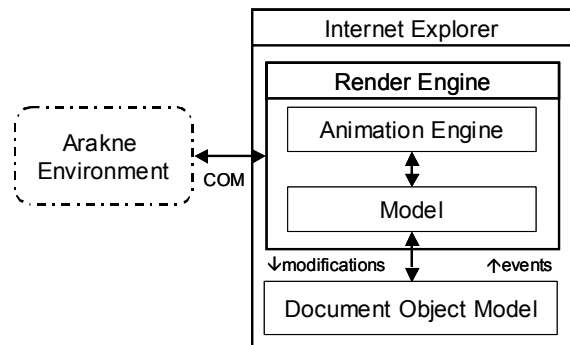 Internet Explorer
Render Engine
Animation Engine
Arakne
Environment
COM
Model
↓modifications ↑events
Document Object Model